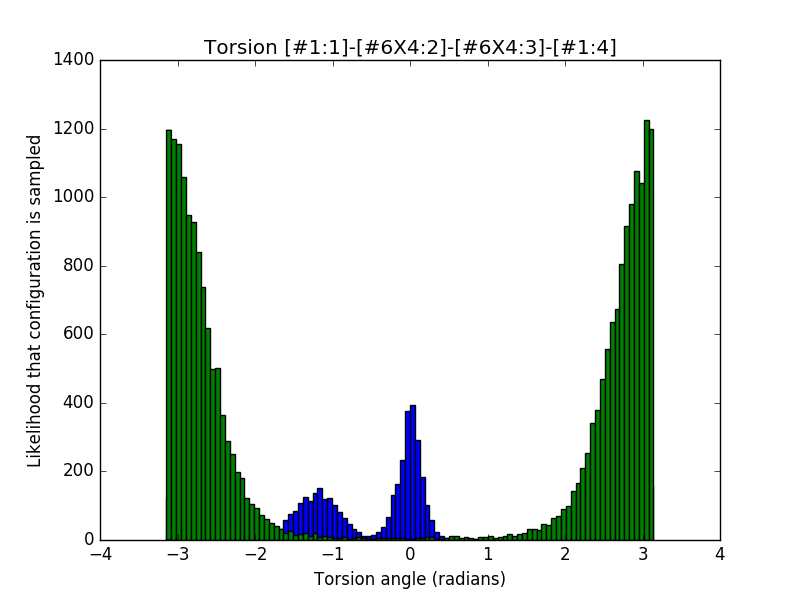 Torsion [#1:1]-[#6X4:2]-[#6X4:3]-[#1:4]
1400
1200
1000
800
600
400
200
0
Likelihood that configuration is sampled
−4 −3 −2 −1 0 1 2 3 4
Torsion angle (radians)